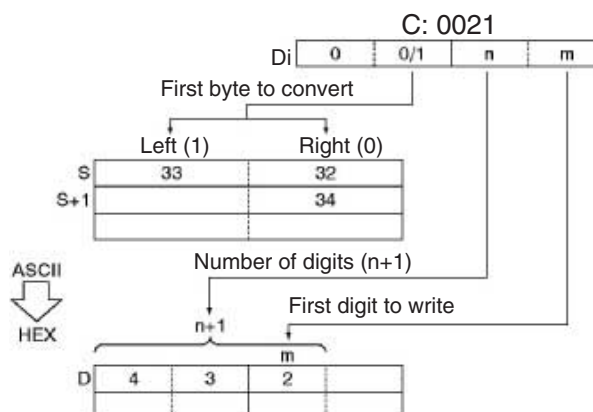 C: 0021
Di 0 0/1 n m
First byte to convert
Left (1) Right (0)
S 33 32
S+1 34
Number of digits (n+1)
ASCII
First digit to write
HEX
n+1
m
D 4 3 2